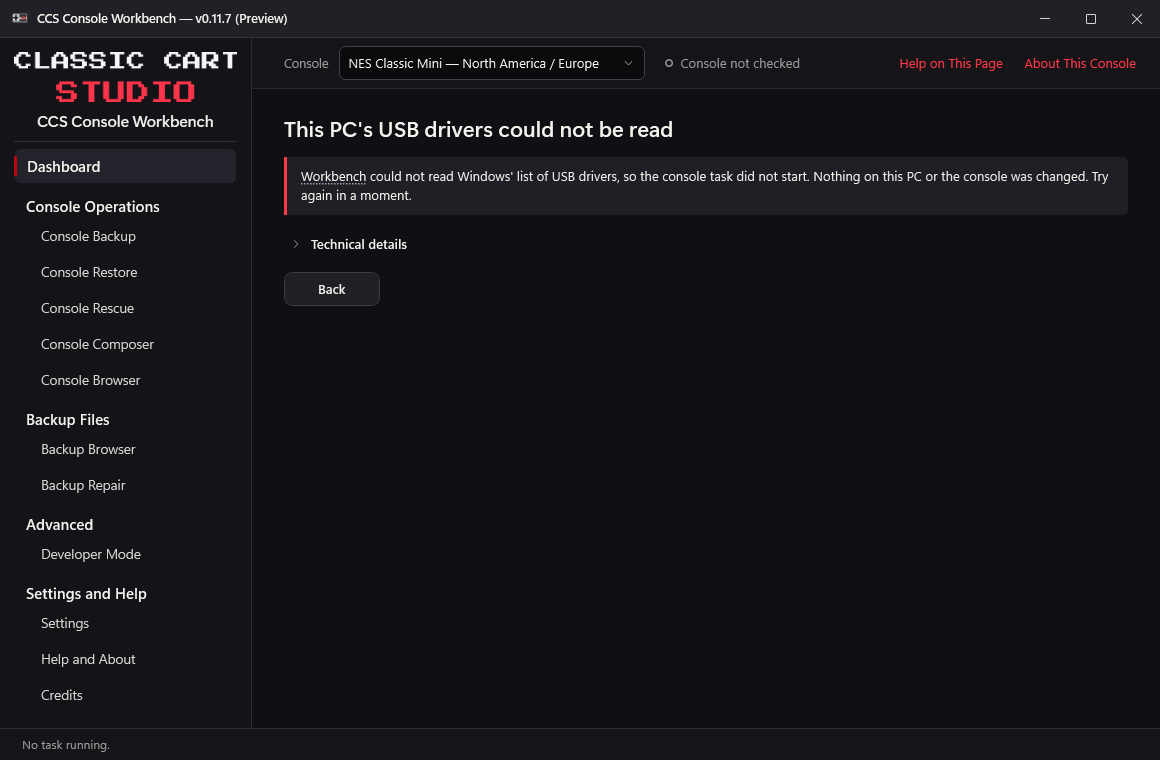 CCS Console Workbench — v0.11.7 (Preview)
CLASSIC CART
STUDIO
CCS Console Workbench
Dashboard
Console Operations
Console Backup
Console Restore
Console Rescue
Console Composer
Console Browser
Backup Files
Backup Browser
Backup Repair
Advanced
Developer Mode
Settings and Help
Settings
Help and About
Credits
Console
NES Classic Mini — North America / Europe
Console not checked
Help on This Page
About This Console
This PC's USB drivers could not be read
Workbench could not read Windows' list of USB drivers, so the console task did not start. Nothing on this PC or the console was changed. Try
again in a moment.
Technical details
Back
No task running.